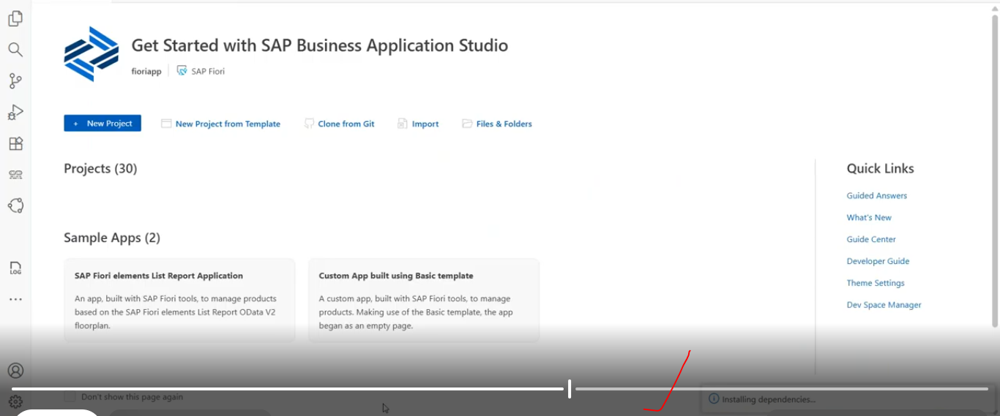 Get Started with SAP Business Application Studio
fioriapp
SAP Fiori
+ New Project
New Project from Template
Clone from Git
Import
Files & Folders
Projects (30)
Sample Apps (2)
SAP Fiori elements List Report Application
An app, built with SAP Fiori tools, to manage products
based on the SAP Fiori elements List Report OData V2
floorplan.
Custom App built using Basic template
A custom app, built with SAP Fiori tools, to manage
products. Making use of the Basic template, the app
began as an empty page.
Quick Links
Guided Answers
What's New
Guide Center
Developer Guide
Theme Settings
Dev Space Manager
LOG
Don't show this page again
Installing dependencies...